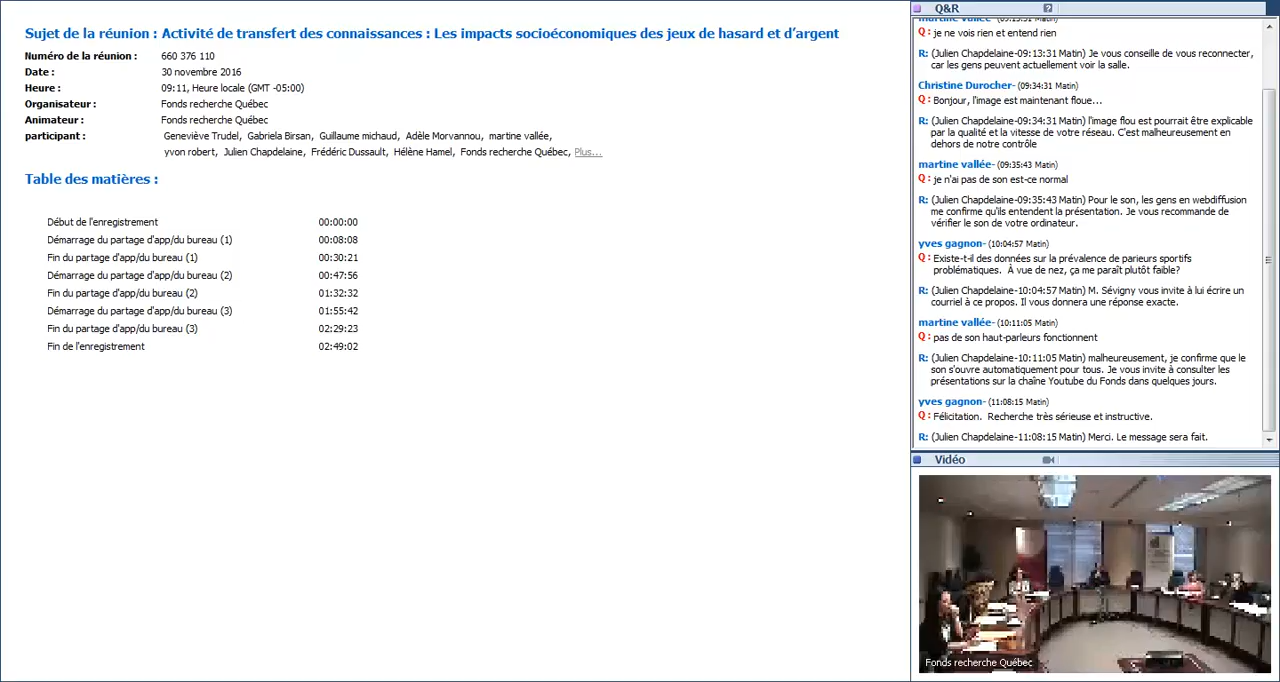 Sujet de la réunion : Activité de transfert des connaissances : Les impacts socioéconomiques des jeux de hasard et d’argent
Numéro de la réunion : 660 376 110
Date : 30 novembre 2016
Heure : 09:11, Heure locale (GMT -05:00)
Organisateur : Fonds recherche Québec
Animateur : Fonds recherche Québec
participant : Geneviève Trudel, Gabriela Birsan, Guillaume michaud, Adèle Morvannou, martine vallée,
yvon robert, Julien Chapdelaine, Frédéric Dussault, Hélène Hamel, Fonds recherche Québec, Plus...
Table des matières :
Début de l'enregistrement 00:00:00
Démarrage du partage d'app/du bureau (1) 00:08:08
Fin du partage d'app/du bureau (1) 00:30:21
Démarrage du partage d'app/du bureau (2) 00:47:56
Fin du partage d'app/du bureau (2) 01:32:32
Démarrage du partage d'app/du bureau (3) 01:55:42
Fin du partage d'app/du bureau (3) 02:29:23
Fin de l'enregistrement 02:49:02
Q&R
martine vallée- (09:13:31 Matin)
Q : je ne vois rien et entend rien
R: (Julien Chapdelaine-09:13:31 Matin) Je vous conseille de vous reconnecter,
car les gens peuvent actuellement voir la salle.
Christine Durocher- (09:34:31 Matin)
Q : Bonjour, l'image est maintenant floue...
R: (Julien Chapdelaine-09:34:31 Matin) l'image flou est pourrait être explicable
par la qualité et la vitesse de votre réseau. C'est malheureusement en
dehors de notre contrôle
martine vallée- (09:35:43 Matin)
Q : je n'ai pas de son est-ce normal
R: (Julien Chapdelaine-09:35:43 Matin) Pour le son, les gens en webdiffusion
me confirme qu'ils entendent la présentation. Je vous recommande de
vérifier le son de votre ordinateur.
yves gagnon- (10:04:57 Matin)
Q : Existe-t-il des données sur la prévalence de parieurs sportifs
problématiques. À vue de nez, ça me paraît plutôt faible?
R: (Julien Chapdelaine-10:04:57 Matin) M. Sévigny vous invite à lui écrire un
courriel à ce propos. Il vous donnera une réponse exacte.
martine vallée- (10:11:05 Matin)
Q : pas de son haut-parleurs fonctionnent
R: (Julien Chapdelaine-10:11:05 Matin) malheureusement, je confirme que le
son s'ouvre automatiquement pour tous. Je vous invite à consulter les
présentations sur la chaîne Youtube du Fonds dans quelques jours.
yves gagnon- (11:08:15 Matin)
Q : Félicitation. Recherche très sérieuse et instructive.
R: (Julien Chapdelaine-11:08:15 Matin) Merci. Le message sera fait.
Vidéo
Fonds recherche Québec